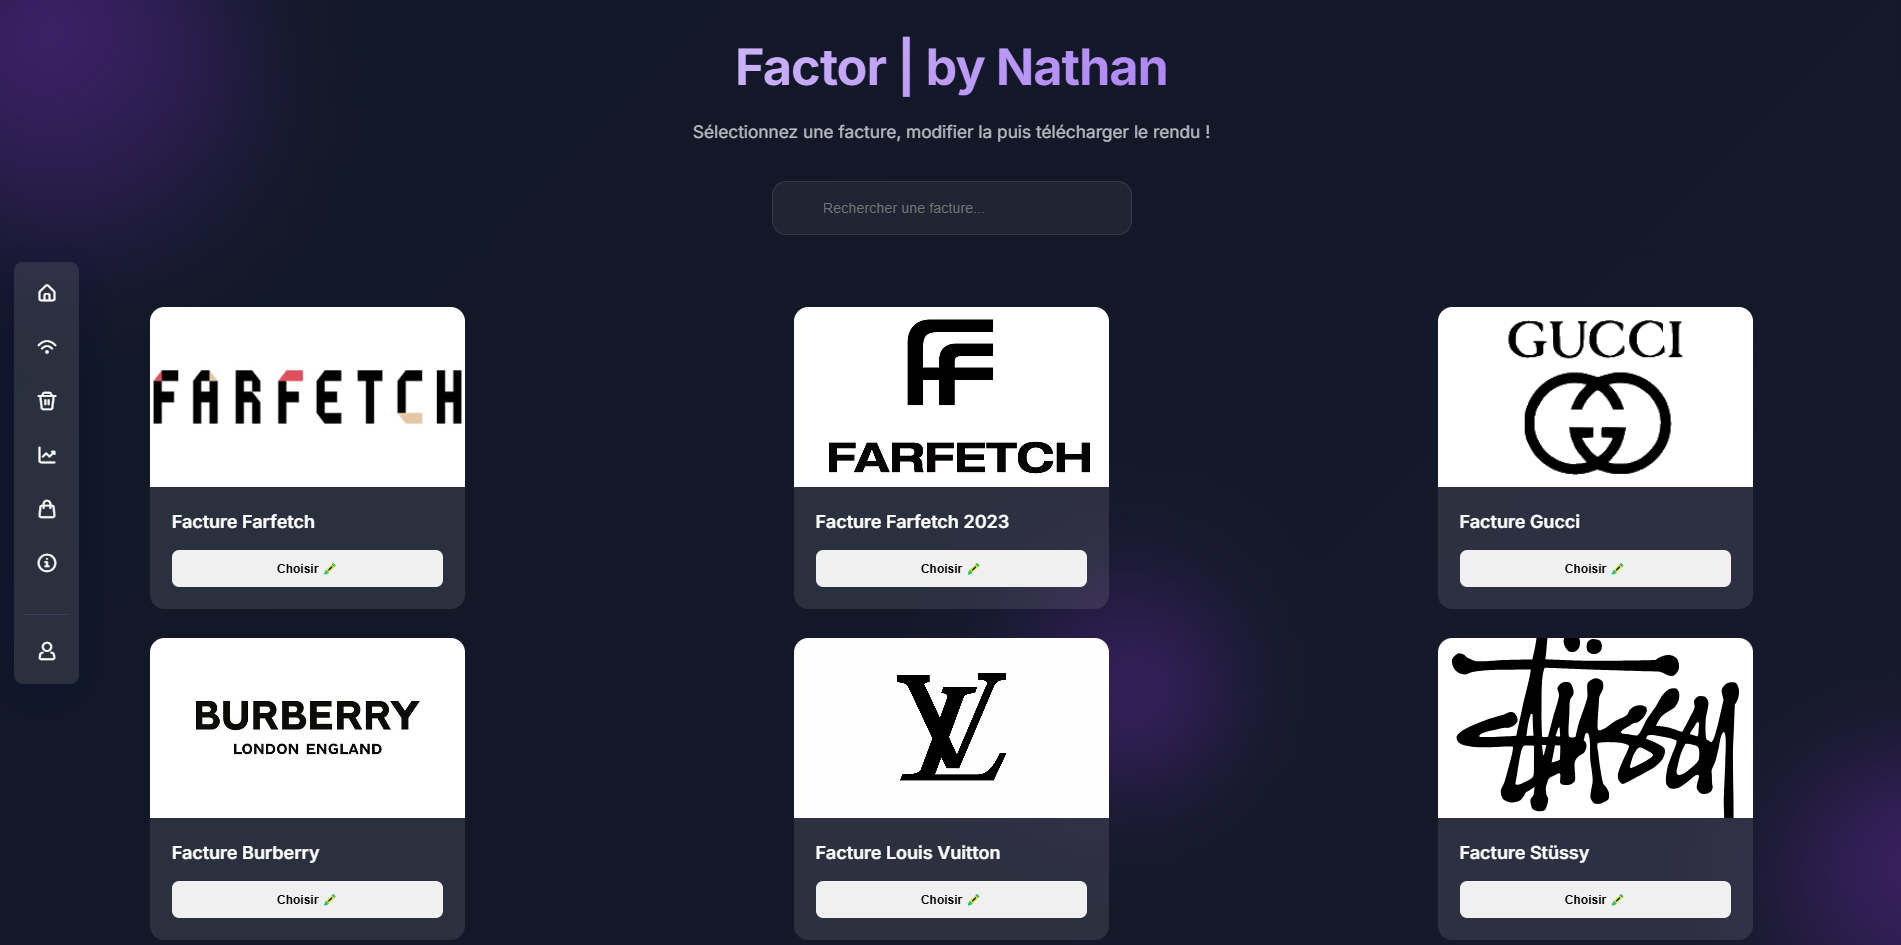 Factor | by Nathan
Sélectionnez une facture, modifier la puis télécharger le rendu !
Rechercher une facture...
FARFETCH
FARFETCH
GUCCI
Facture Farfetch
Facture Farfetch 2023
Facture Gucci
Choisir
Choisir
Choisir
BURBERRY
LONDON ENGLAND
LV
Stüssy
Facture Burberry
Facture Louis Vuitton
Facture Stüssy
Choisir
Choisir
Choisir